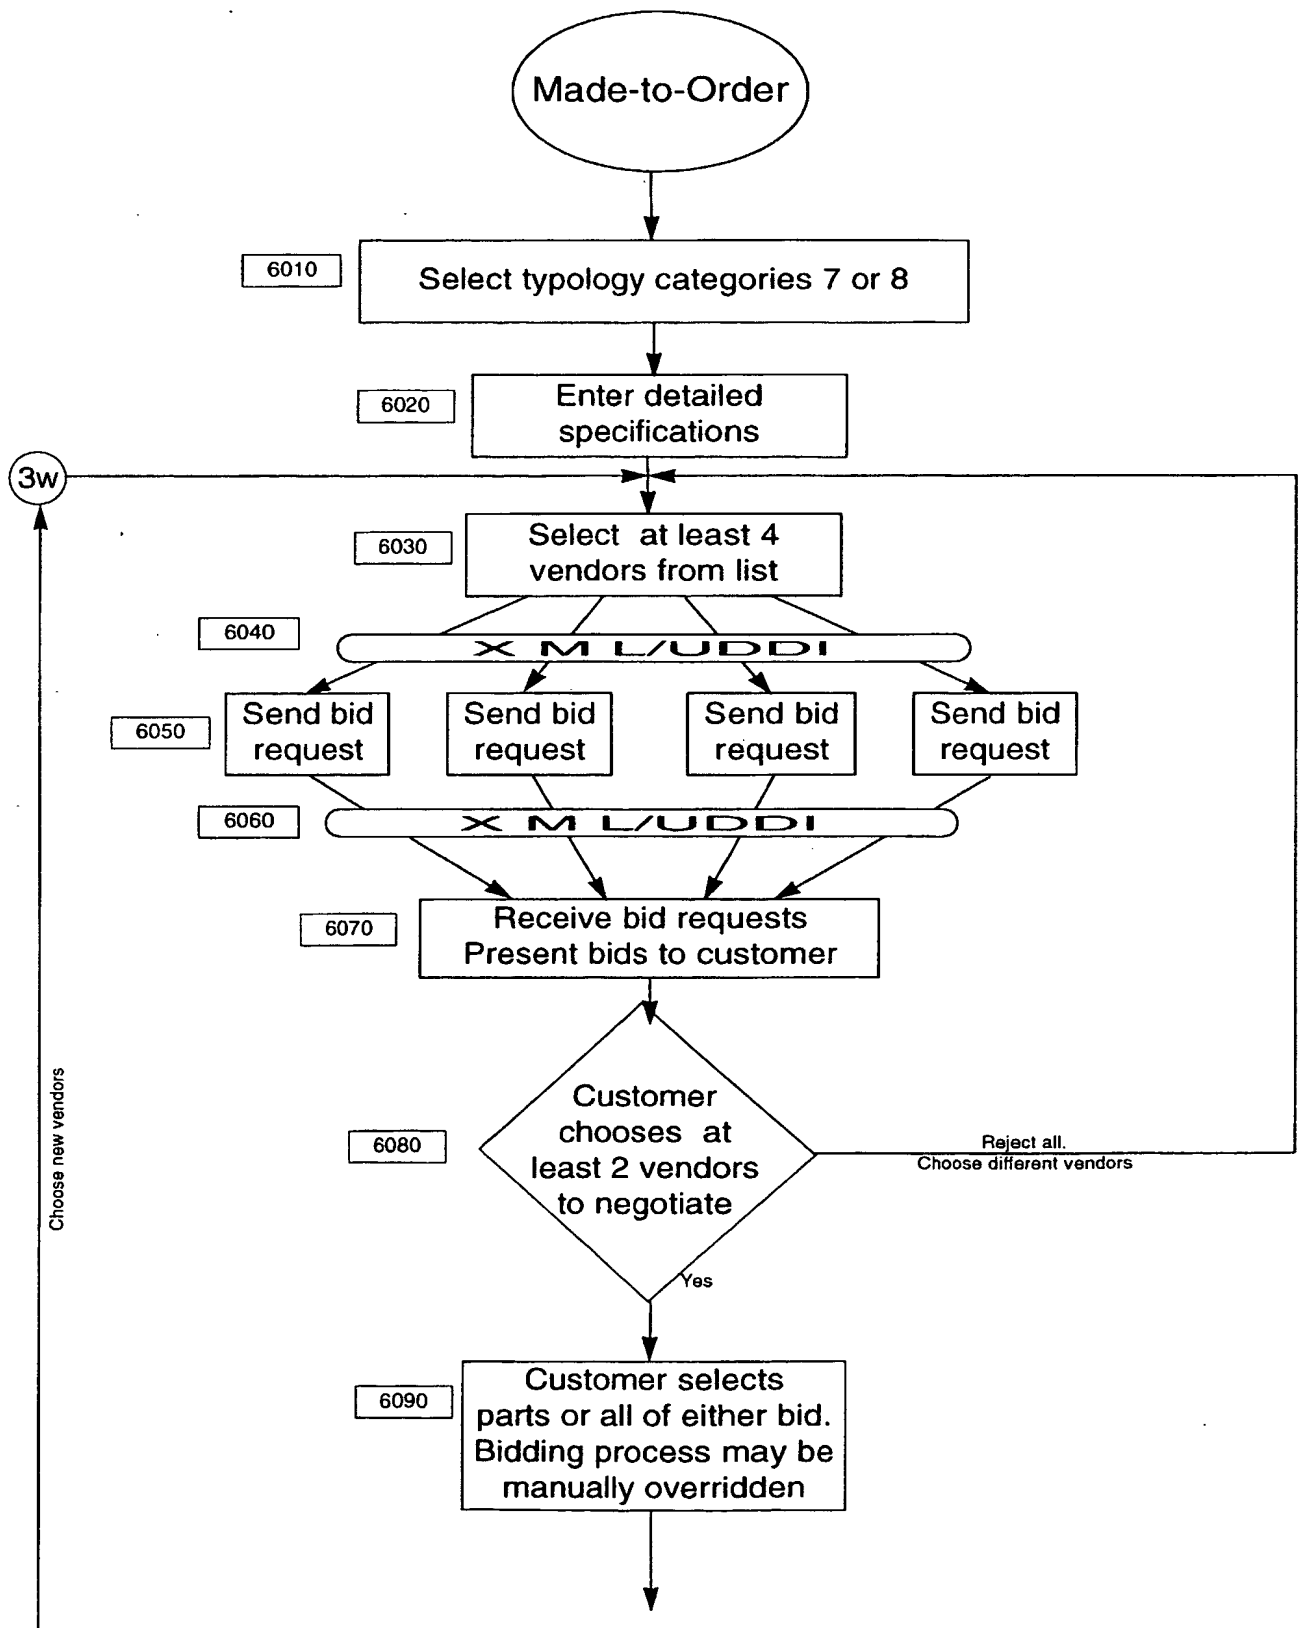 Made-to-Order
6010
Select typology categories 7 or 8
6020
Enter detailed
specifications
3w
6030
Select at least 4
vendors from list
6040
X M L/UDDI
6050
Send bid
request
Send bid
request
Send bid
request
Send bid
request
6060
X M L/UDDI
6070
Receive bid requests
Present bids to customer
Choose new vendors
6080
Customer
chooses at
least 2 vendors
to negotiate
Reject all.
Choose different vendors
Yes
6090
Customer selects
parts or all of either bid.
Bidding process may be
manually overridden